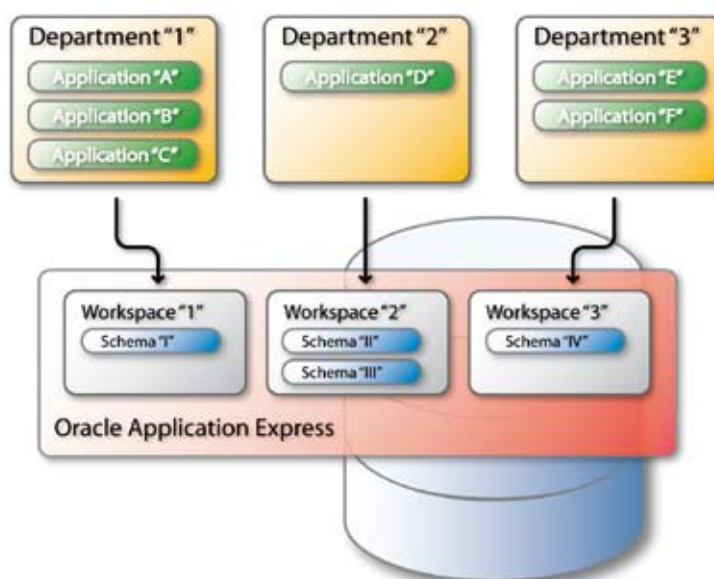 Department "1"
Application "A"
Application "B"
Application "C"
Department "2"
Application "D"
Department "3"
Application "E"
Application "F"
Workspace "1"
Schema "I"
Workspace "2"
Schema "II"
Schema "III"
Workspace "3"
Schema "IV"
Oracle Application Express